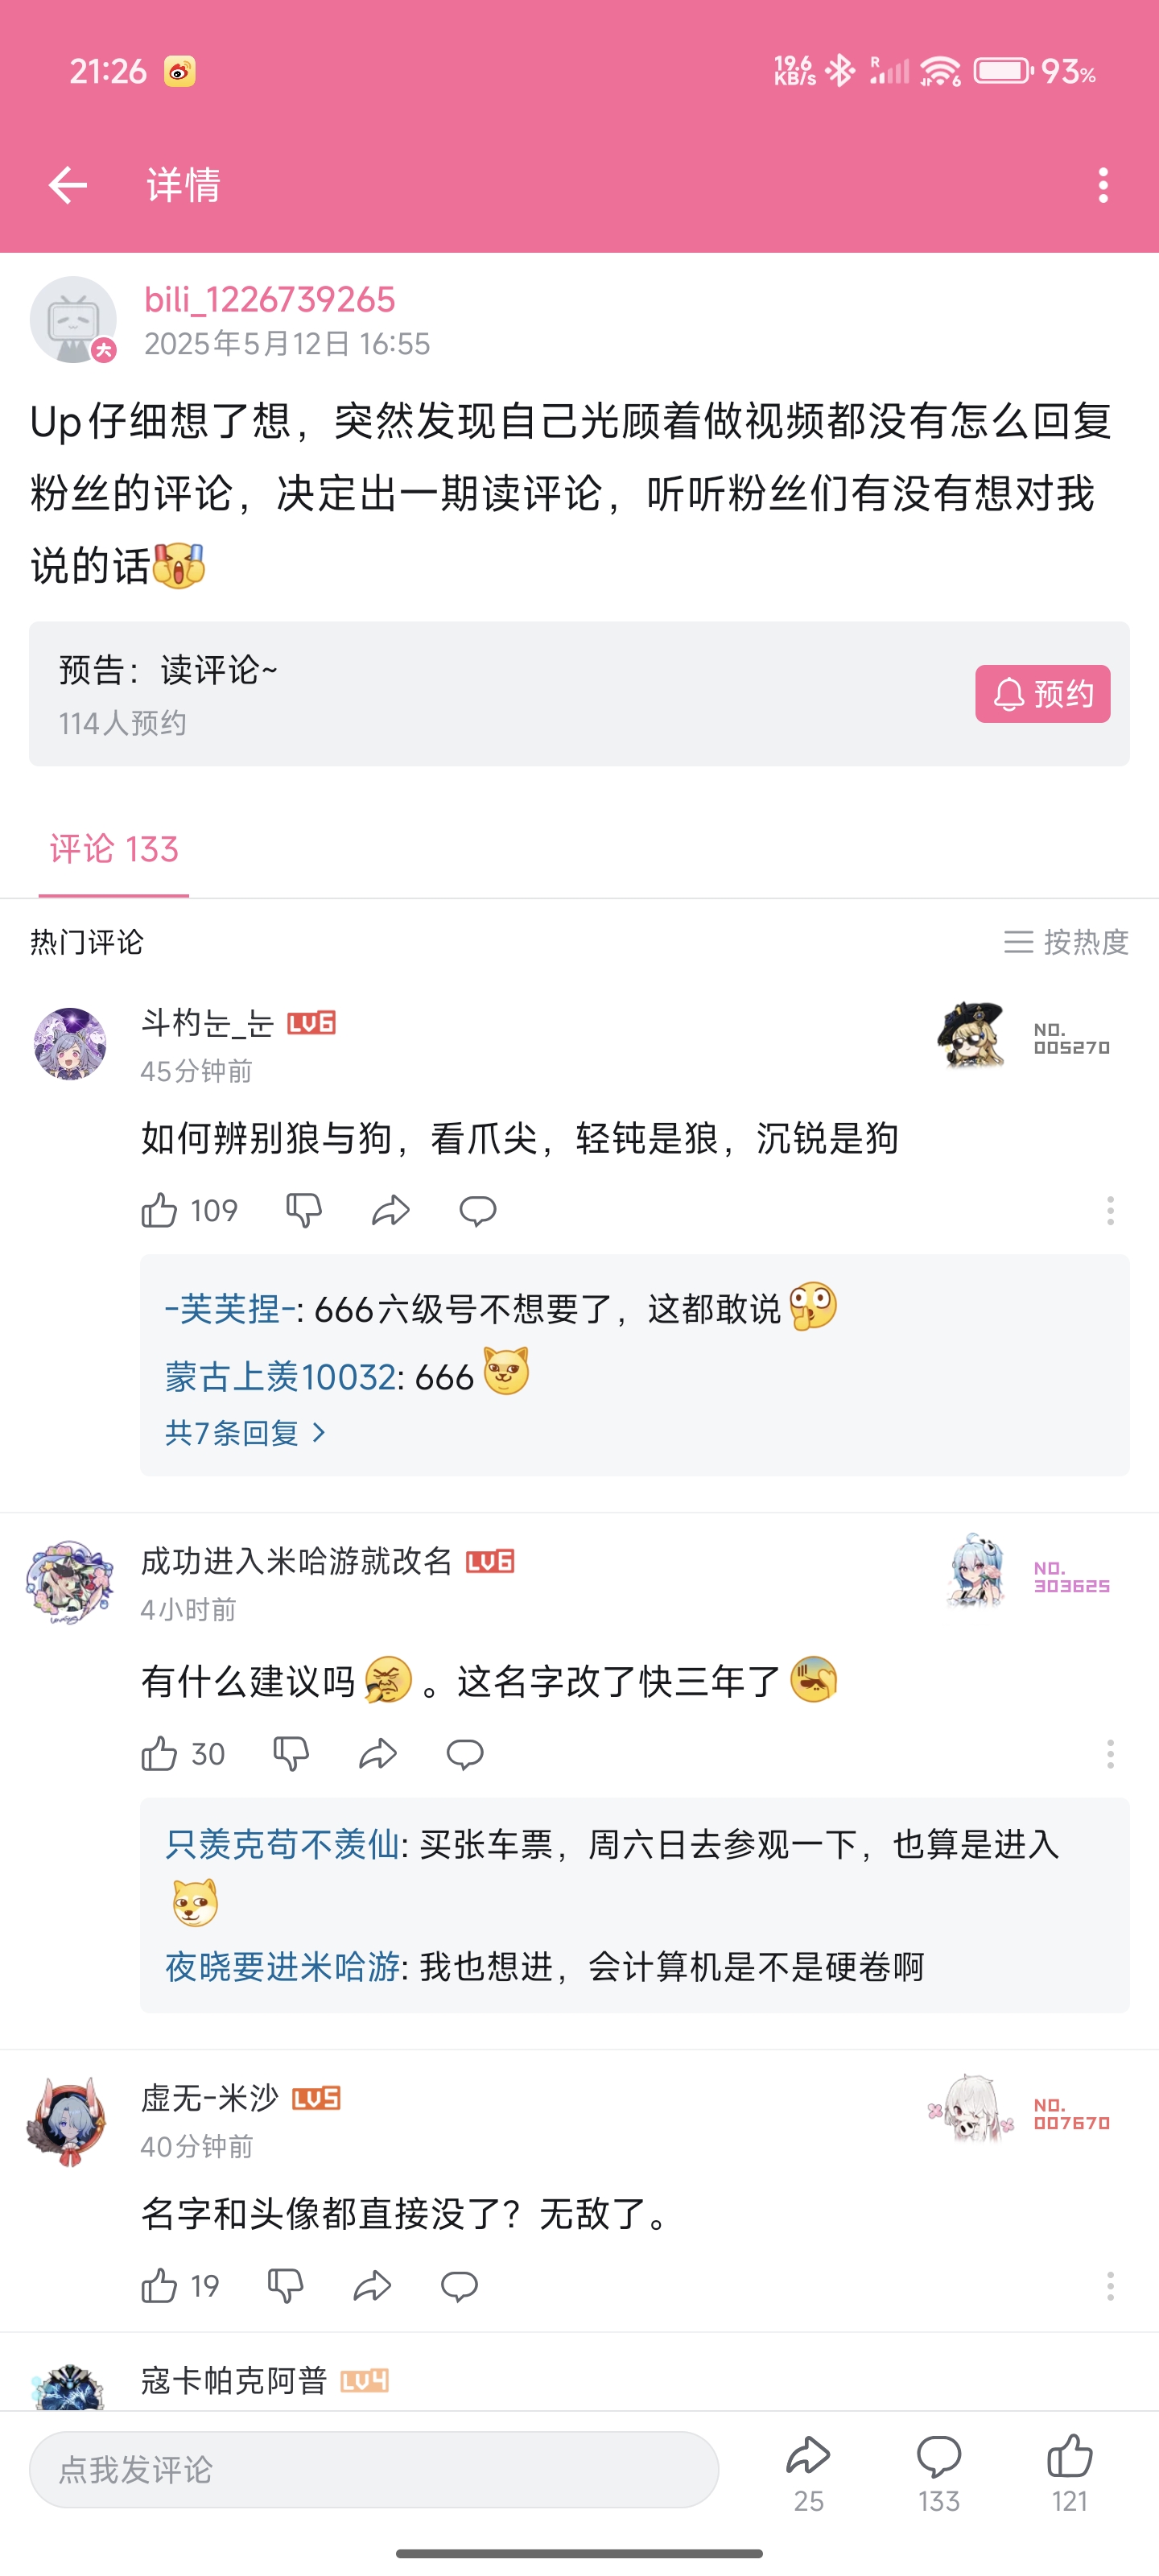 21:26
19.6 KB/s
R
6
93%
详情
bili_1226739265
2025年5月12日 16:55
Up仔细想了想，突然发现自己光顾着做视频都没有怎么回复
粉丝的评论，决定出一期读评论，听听粉丝们有没有想对我
说的话
预告：读评论~
114人预约
预约
评论 133
热门评论
按热度
斗杓눈_눈 LV6
45分钟前
NO.
005270
如何辨别狼与狗，看爪尖，轻钝是狼，沉锐是狗
109
-芙芙捏-: 666六级号不想要了，这都敢说
蒙古上羡10032: 666
共7条回复 >
成功进入米哈游就改名 LV6
4小时前
NO.
303625
有什么建议吗。这名字改了快三年了
30
只羡克苟不羡仙: 买张车票，周六日去参观一下，也算是进入
夜晓要进米哈游: 我也想进，会计算机是不是硬卷啊
虚无-米沙 LV5
40分钟前
NO.
007670
名字和头像都直接没了？无敌了。
19
寇卡帕克阿普 LV4
点我发评论
25
133
121